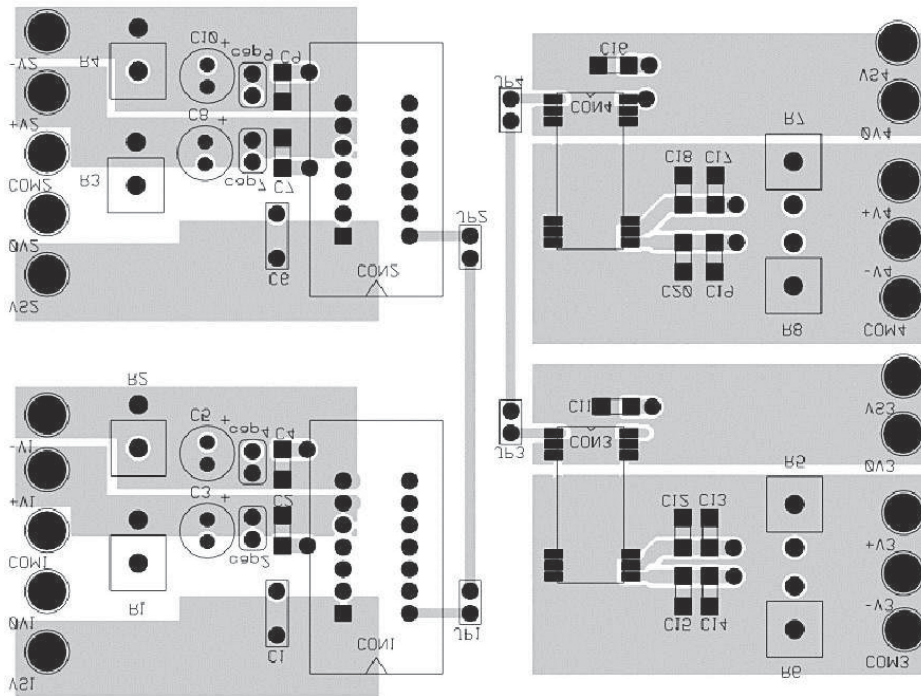 -V2
R4
C10
+
cap9
C9
C16
VS4
JP4
CON4
+V2
C8
+
R7
0V4
COM2
R3
cap7
C7
C18
C17
0V2
JP2
+V4
C6
CON2
-V4
VS2
C20
C19
R8
COM4
R2
C5
+
cap4
C4
C11
VS3
-V1
JP3
CON3
0V3
+V1
C3
+
C2
R5
COM1
cap2
C12
C13
+V3
R1
0V1
C1
CON1
JP1
C15
C14
-V3
VS1
R6
COM3